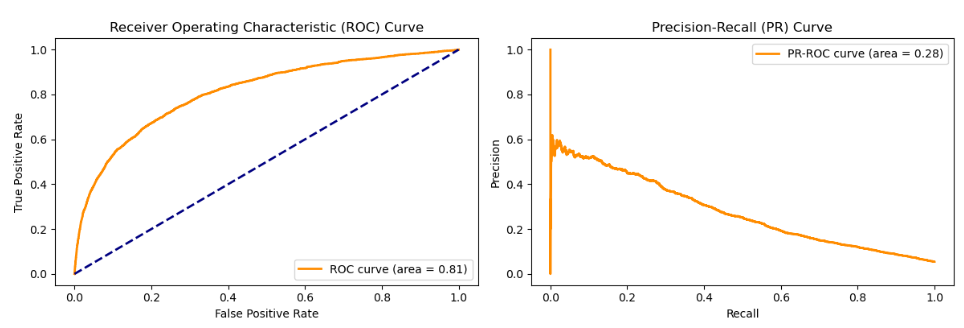 Receiver Operating Characteristic (ROC) Curve
1.0
0.8
0.6
0.4
0.2
0.0
True Positive Rate
0.0 0.2 0.4 0.6 0.8 1.0
False Positive Rate
ROC curve (area = 0.81)
Precision-Recall (PR) Curve
1.0
0.8
0.6
0.4
0.2
0.0
Precision
0.0 0.2 0.4 0.6 0.8 1.0
Recall
PR-ROC curve (area = 0.28)